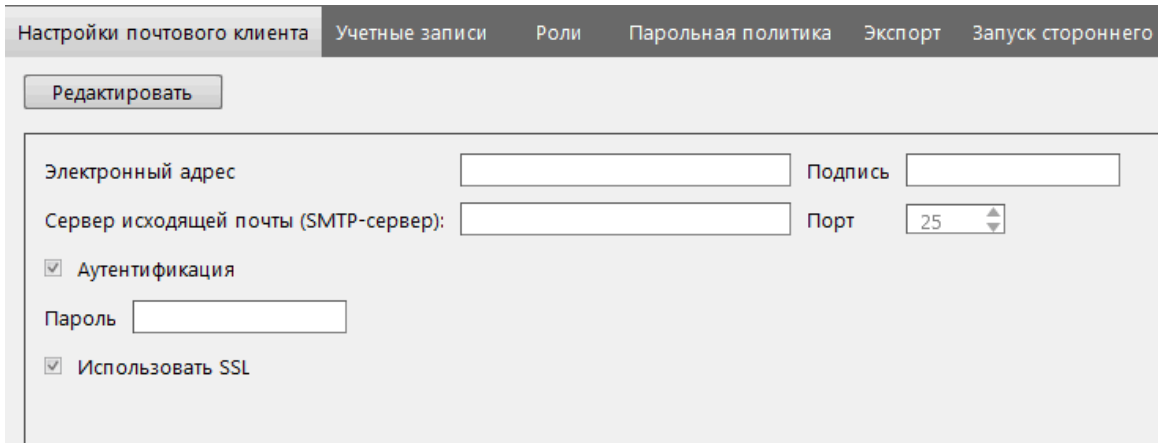 Настройки почтового клиента Учетные записи Роли Парольная политика Экспорт Запуск стороннего
Редактировать
Электронный адрес Подпись
Сервер исходящей почты (SMTP-сервер): Порт 25
Аутентификация
Пароль
Использовать SSL